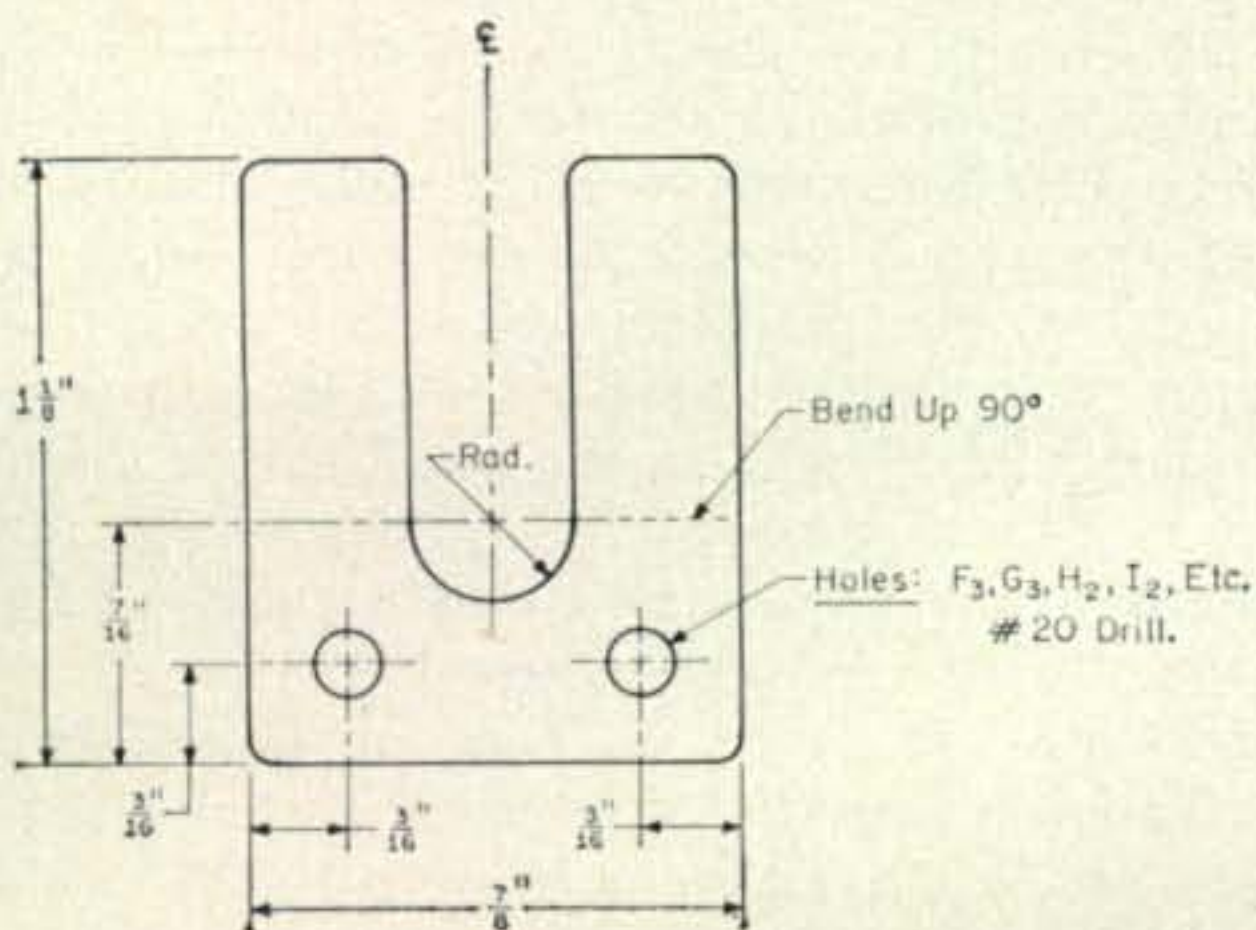 ℄
1 1/8"
Bend Up 90°
Rad.
7/16"
Holes: F₃, G₃, H₂, I₂, Etc.
# 20 Drill.
3/16"
3/16"
3/16"
7/8"